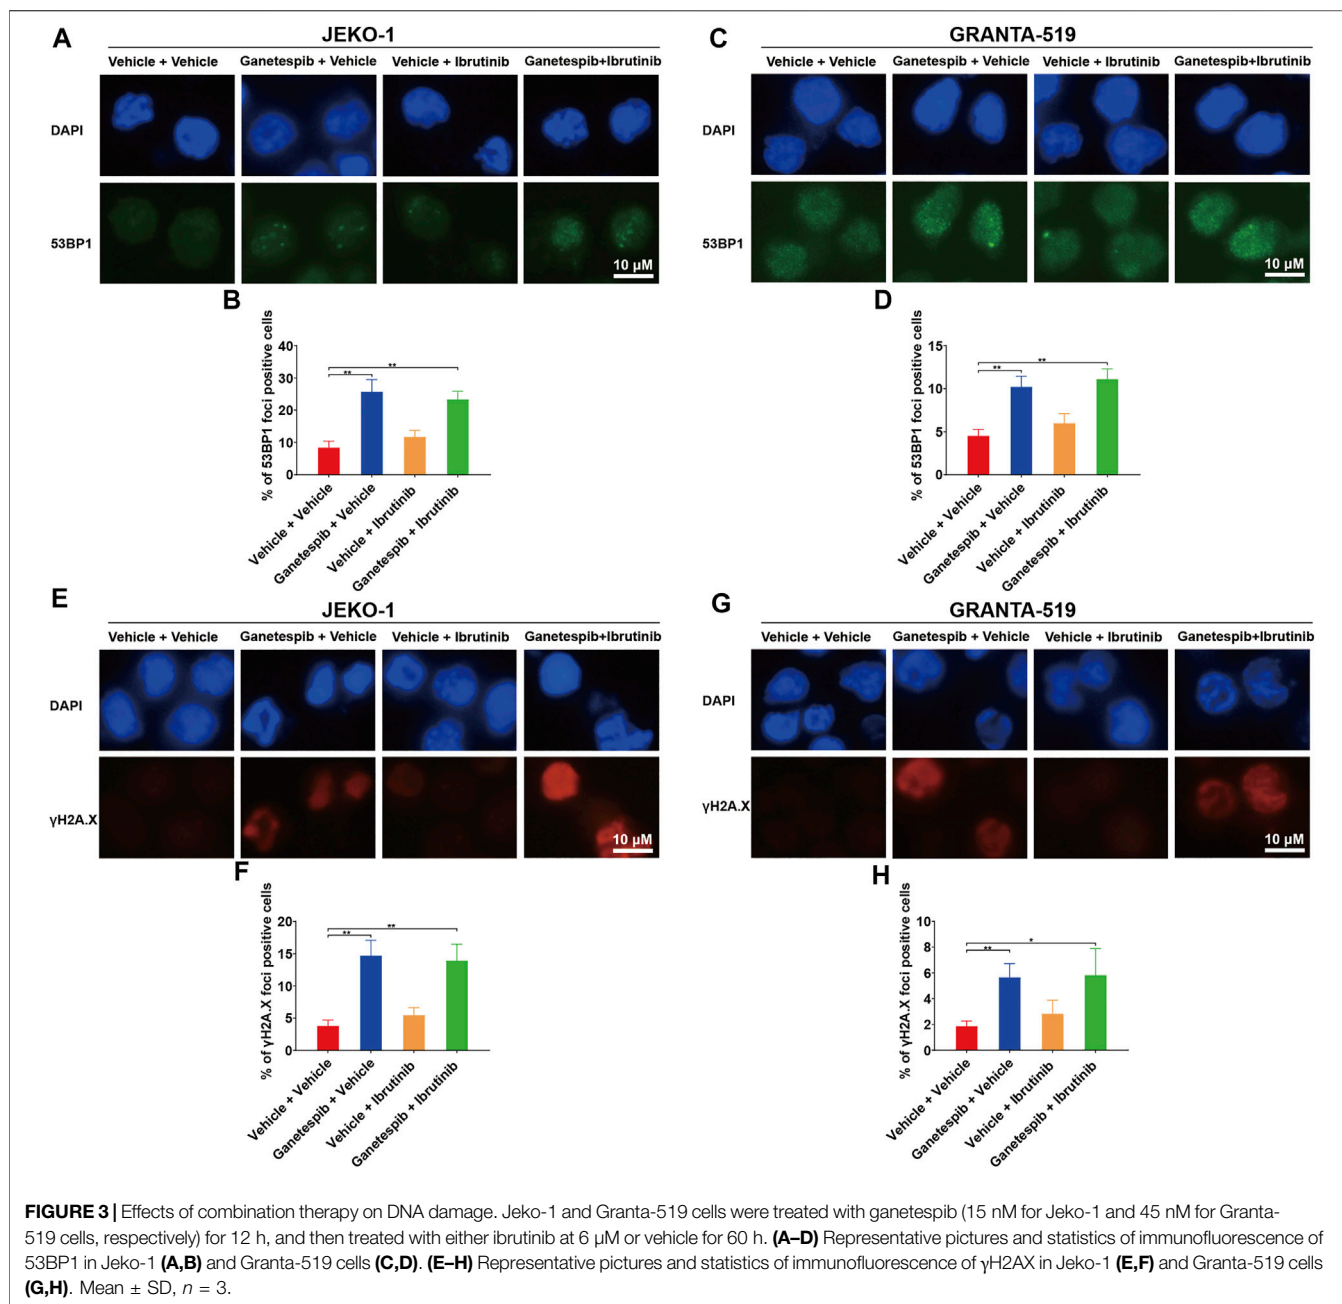 A
JEKO-1
Vehicle + Vehicle Ganetespib + Vehicle Vehicle + Ibrutinib Ganetespib+Ibrutinib
DAPI
53BP1
10 μM
B
% of 53BP1 foci positive cells
40
30
20
10
0
**
**
Vehicle + Vehicle
Ganetespib + Vehicle
Vehicle + Ibrutinib
Ganetespib + Ibrutinib
C
GRANTA-519
Vehicle + Vehicle Ganetespib + Vehicle Vehicle + Ibrutinib Ganetespib+Ibrutinib
DAPI
53BP1
10 μM
D
% of 53BP1 foci positive cells
15
10
5
0
**
**
Vehicle + Vehicle
Ganetespib + Vehicle
Vehicle + Ibrutinib
Ganetespib + Ibrutinib
E
JEKO-1
Vehicle + Vehicle Ganetespib + Vehicle Vehicle + Ibrutinib Ganetespib+Ibrutinib
DAPI
γH2A.X
10 μM
F
% of γH2A.X foci positive cells
20
15
10
5
0
**
**
Vehicle + Vehicle
Ganetespib + Vehicle
Vehicle + Ibrutinib
Ganetespib + Ibrutinib
G
GRANTA-519
Vehicle + Vehicle Ganetespib + Vehicle Vehicle + Ibrutinib Ganetespib+Ibrutinib
DAPI
γH2A.X
10 μM
H
% of γH2A.X foci positive cells
10
8
6
4
2
0
*
**
Vehicle + Vehicle
Ganetespib + Vehicle
Vehicle + Ibrutinib
Ganetespib + Ibrutinib
FIGURE 3 | Effects of combination therapy on DNA damage. Jeko-1 and Granta-519 cells were treated with ganetespib (15 nM for Jeko-1 and 45 nM for Granta-
519 cells, respectively) for 12 h, and then treated with either ibrutinib at 6 μM or vehicle for 60 h. (A–D) Representative pictures and statistics of immunofluorescence of
53BP1 in Jeko-1 (A,B) and Granta-519 cells (C,D). (E–H) Representative pictures and statistics of immunofluorescence of γH2AX in Jeko-1 (E,F) and Granta-519 cells
(G,H). Mean ± SD, n = 3.